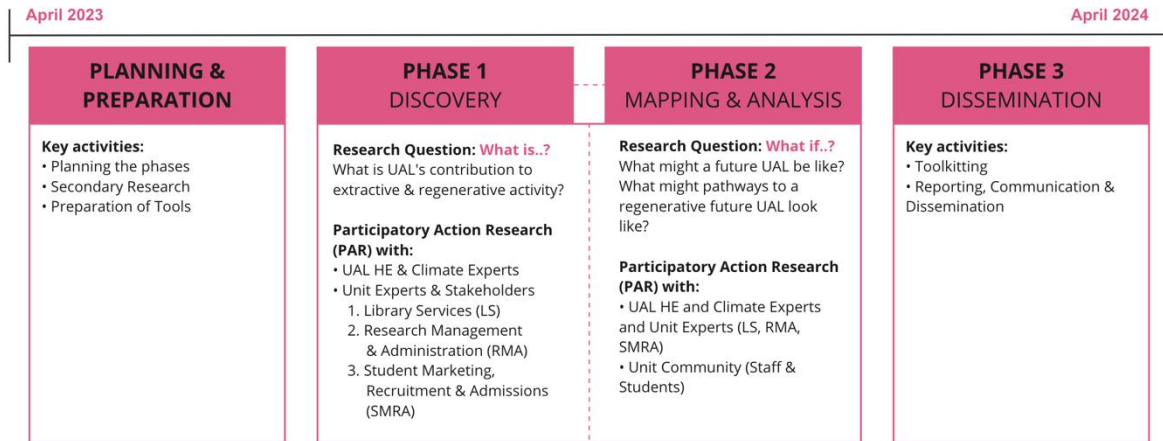 April 2023
April 2024
PLANNING &
PREPARATION
Key activities:
• Planning the phases
• Secondary Research
• Preparation of Tools
PHASE 1
DISCOVERY
Research Question: What is..?
What is UAL's contribution to
extractive & regenerative activity?
Participatory Action Research
(PAR) with:
• UAL HE & Climate Experts
• Unit Experts & Stakeholders
1. Library Services (LS)
2. Research Management
& Administration (RMA)
3. Student Marketing,
Recruitment & Admissions
(SMRA)
PHASE 2
MAPPING & ANALYSIS
Research Question: What if..?
What might a future UAL be like?
What might pathways to a
regenerative future UAL look
like?
Participatory Action Research
(PAR) with:
• UAL HE and Climate Experts
and Unit Experts (LS, RMA,
SMRA)
• Unit Community (Staff &
Students)
PHASE 3
DISSEMINATION
Key activities:
• Toolkitting
• Reporting, Communication &
Dissemination